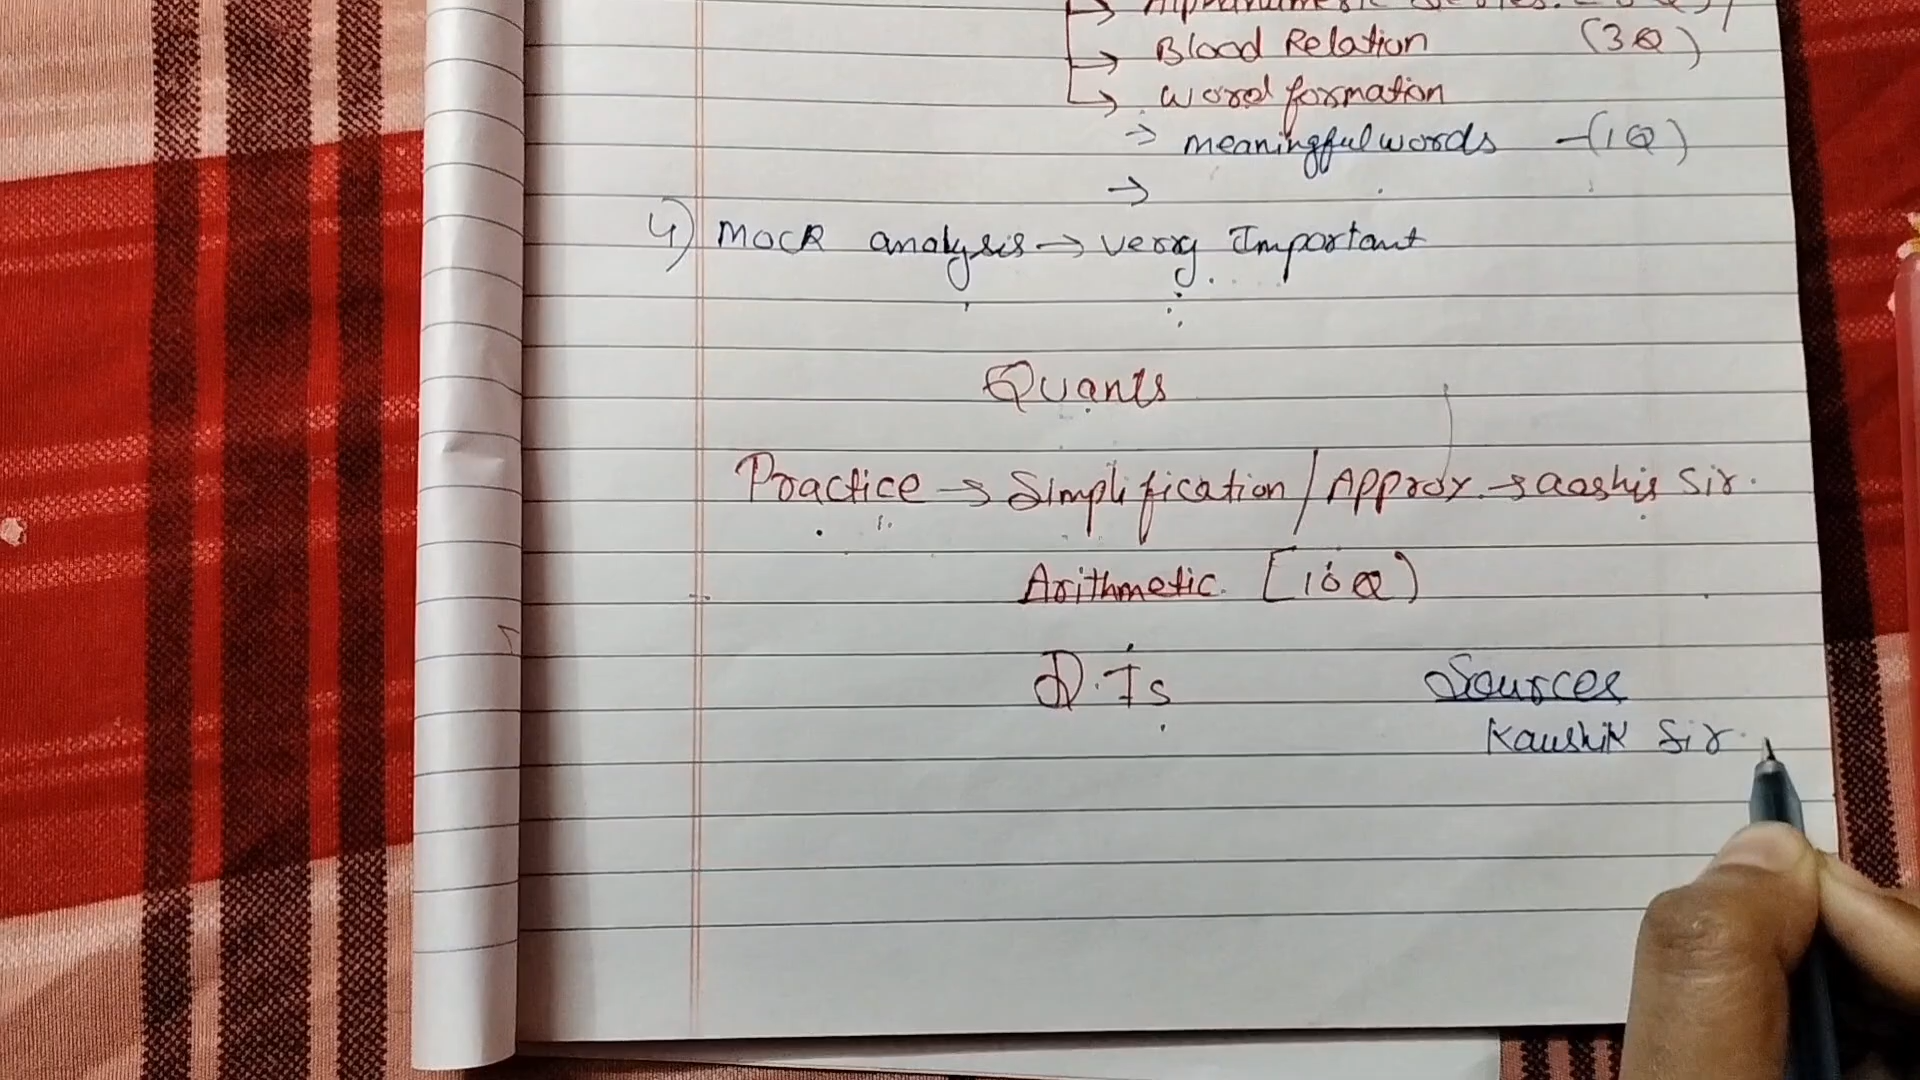 Blood Relation (3Q)
→ word formation
→ meaningful words -(1Q)
→
4) Mock analysis → very Important
Quants
Practice → Simplification / Approx. → aashis Sir.
Arithmetic. [10Q)
D.Is
Sources
Kaushik Sir.